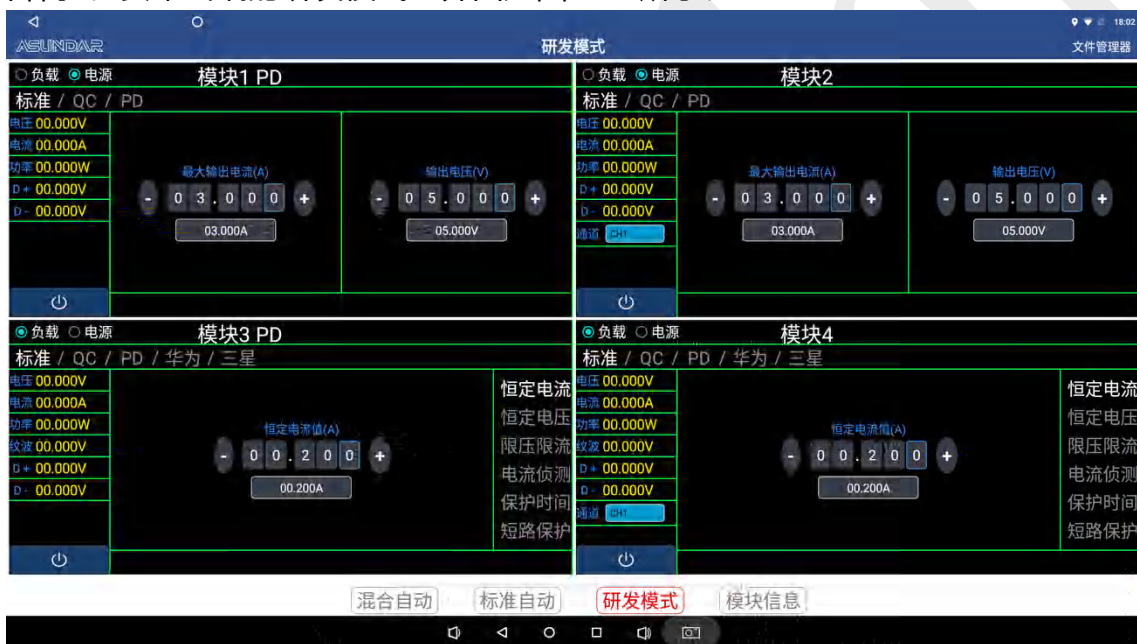 18:02
ASUNDAR
研发模式
文件管理器
负载 电源 模块1 PD
标准 / QC / PD
电压 00.000V
电流 00.000A
功率 00.000W
D+ 00.000V
D- 00.000V
最大输出电流(A)
- 0 3 . 0 0 0 +
03.000A
输出电压(V)
- 0 5 . 0 0 0 +
05.000V
负载 电源 模块2
标准 / QC / PD
电压 00.000V
电流 00.000A
功率 00.000W
D+ 00.000V
D- 00.000V
通道 CH1
最大输出电流(A)
- 0 3 . 0 0 0 +
03.000A
输出电压(V)
- 0 5 . 0 0 0 +
05.000V
负载 电源 模块3 PD
标准 / QC / PD / 华为 / 三星
电压 00.000V
电流 00.000A
功率 00.000W
纹波 00.000V
D+ 00.000V
D- 00.000V
恒定电流值(A)
- 0 0 . 2 0 0 +
00.200A
恒定电流
恒定电压
限压限流
电流侦测
保护时间
短路保护
负载 电源 模块4
标准 / QC / PD / 华为 / 三星
电压 00.000V
电流 00.000A
功率 00.000W
纹波 00.000V
D+ 00.000V
D- 00.000V
通道 CH1
恒定电流值(A)
- 0 0 . 2 0 0 +
00.200A
恒定电流
恒定电压
限压限流
电流侦测
保护时间
短路保护
混合自动 标准自动 研发模式 模块信息